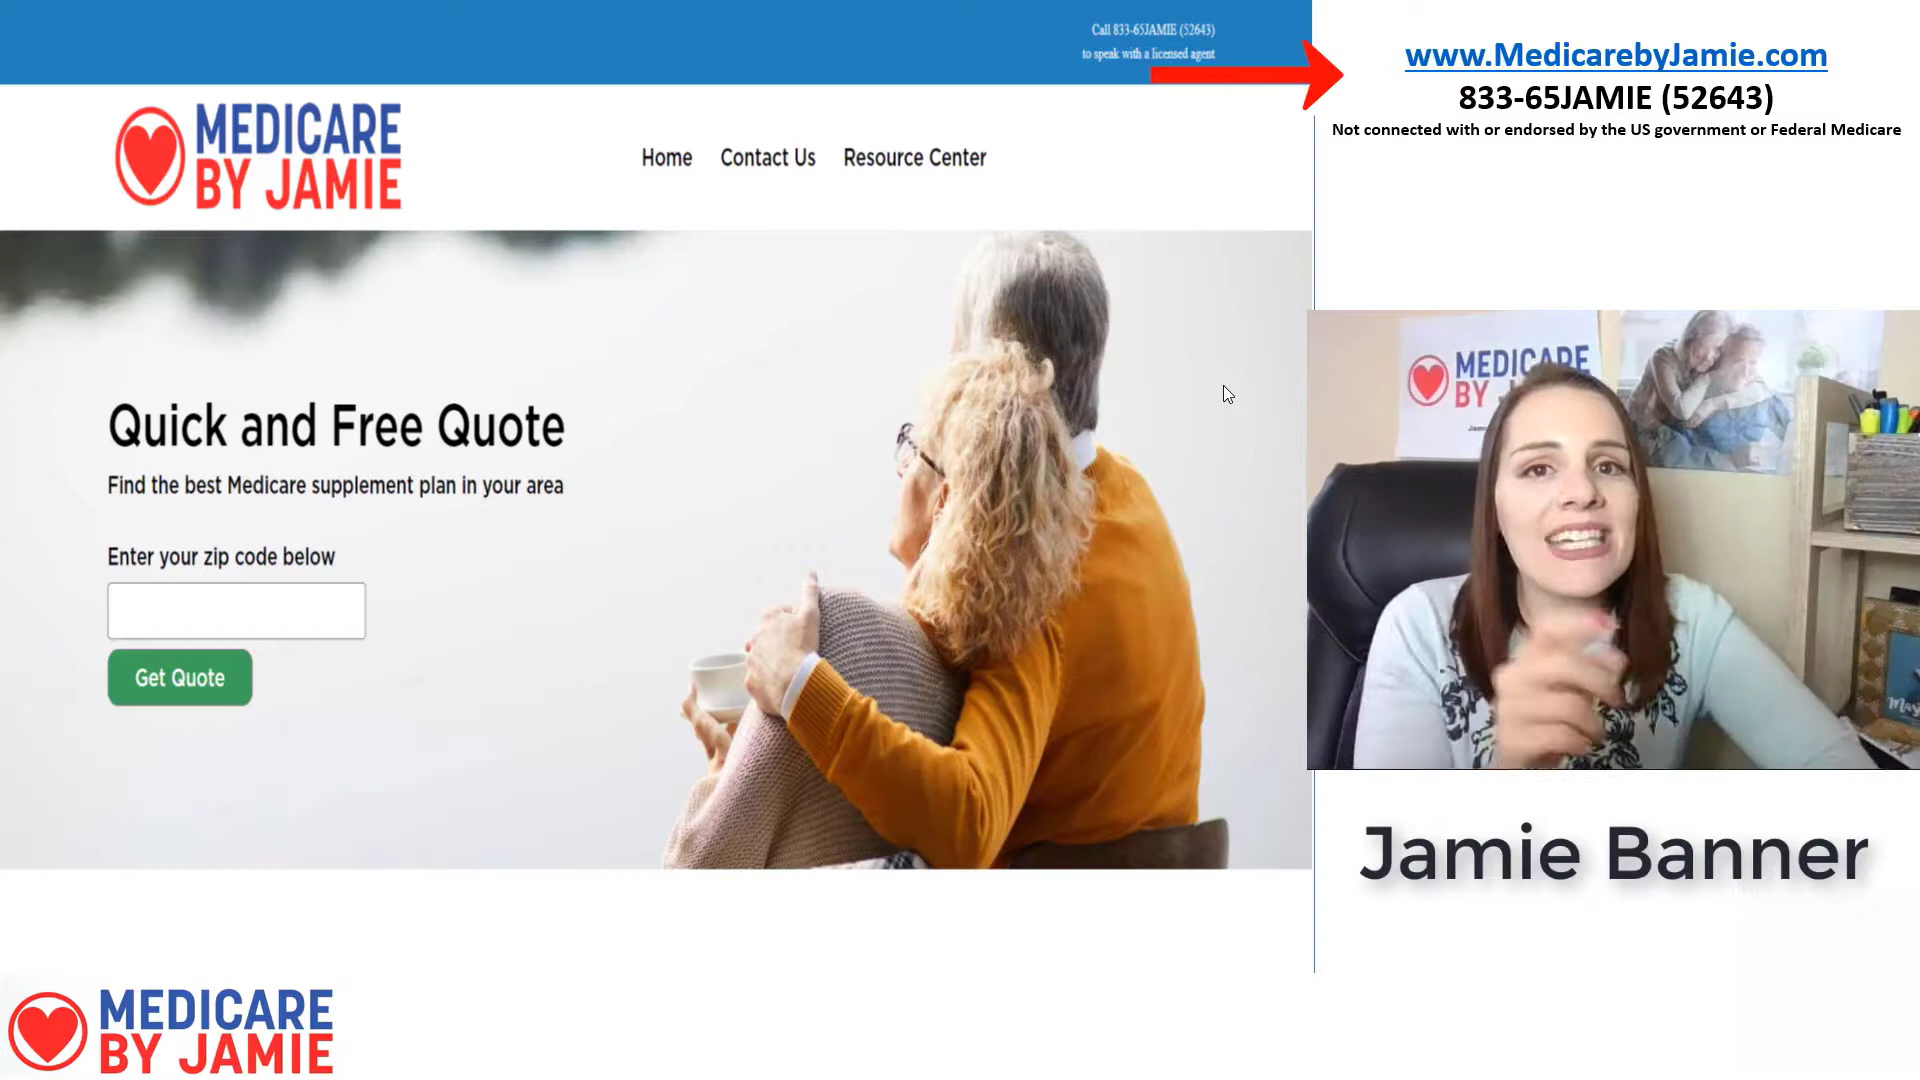 Call 833-65JAMIE (52643)
to speak with a licensed agent
www.MedicarebyJamie.com
833-65JAMIE (52643)
Not connected with or endorsed by the US government or Federal Medicare
MEDICARE
BY JAMIE
Home Contact Us Resource Center
Quick and Free Quote
Find the best Medicare supplement plan in your area
Enter your zip code below
Get Quote
MEDICARE
BY
Jamie Banner
MEDICARE
BY JAMIE